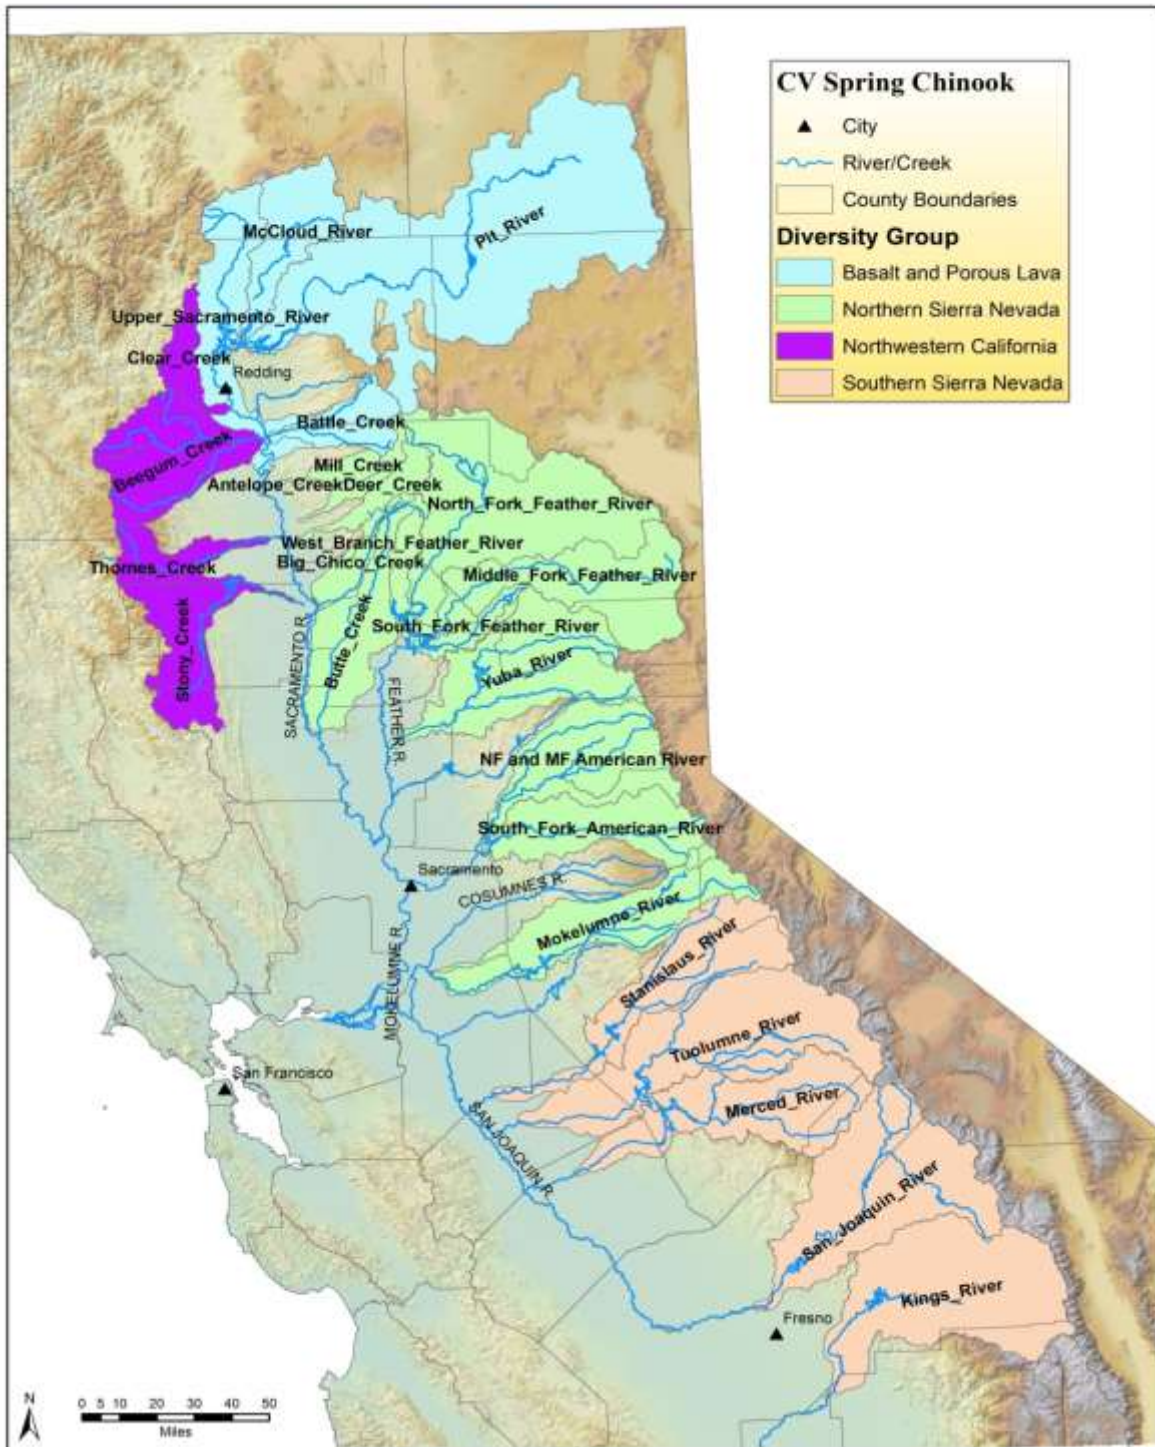 CV Spring Chinook
City
River/Creek
County Boundaries
Diversity Group
Basalt and Porous Lava
Northern Sierra Nevada
Northwestern California
Southern Sierra Nevada
McCloud_River
Pit_River
Upper_Sacramento_River
Clear_Creek
Redding
Battle_Creek
Beegum_Creek
Mill_Creek
Antelope_CreekDeer_Creek
North_Fork_Feather_River
West_Branch_Feather_River
Big_Chico_Creek
Thomes_Creek
Middle_Fork_Feather_River
Stony_Creek
SACRAMENTO R.
Butte_Creek
South_Fork_Feather_River
Yuba_River
FEATHER R.
NF and MF American River
South_Fork_American_River
Sacramento
COSUMNES R.
Mokelumne_River
MOKELUMNE R.
Stanislaus_River
Tuolumne_River
San Francisco
Merced_River
SAN JOAQUIN R.
San_Joaquin_River
Kings_River
Fresno
N
0 5 10 20 30 40 50
Miles